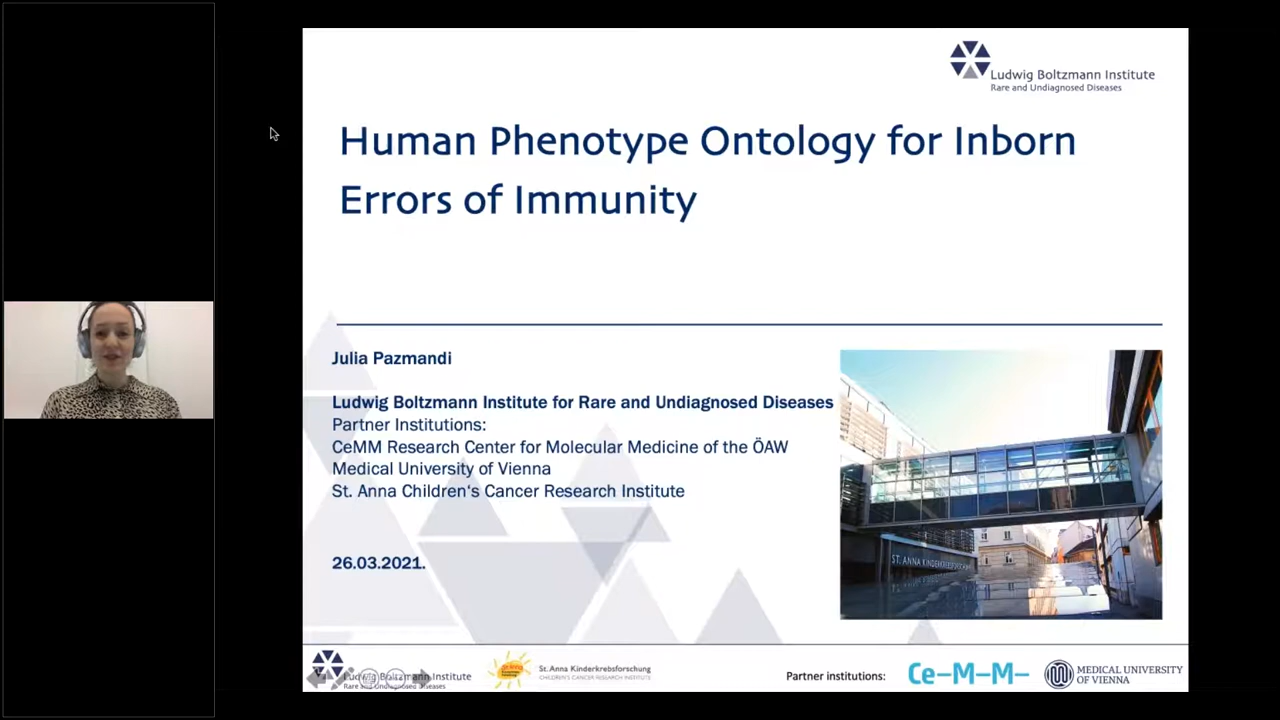 Ludwig Boltzmann Institute
Rare and Undiagnosed Diseases
Human Phenotype Ontology for Inborn
Errors of Immunity
Julia Pazmandi
Ludwig Boltzmann Institute for Rare and Undiagnosed Diseases
Partner Institutions:
CeMM Research Center for Molecular Medicine of the ÖAW
Medical University of Vienna
St. Anna Children‘s Cancer Research Institute
26.03.2021.
ST. ANNA KINDERKREBSFORSCHUNG
Ludwig Boltzmann Institute
Rare and Undiagnosed Diseases
St. Anna Kinderkrebsforschung
CHILDREN'S CANCER RESEARCH INSTITUTE
Partner institutions:
Ce–M–M–
MEDICAL UNIVERSITY
OF VIENNA